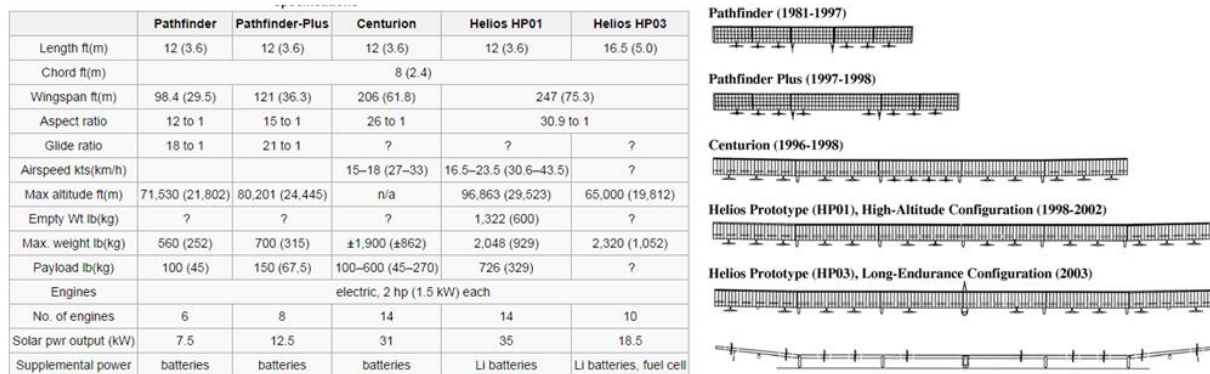 Pathfinder Pathfinder-Plus Centurion Helios HP01 Helios HP03
Length ft(m) 12 (3.6) 12 (3.6) 12 (3.6) 12 (3.6) 16.5 (5.0)
Chord ft(m) 8 (2.4)
Wingspan ft(m) 98.4 (29.5) 121 (36.3) 206 (61.8) 247 (75.3)
Aspect ratio 12 to 1 15 to 1 26 to 1 30.9 to 1
Glide ratio 18 to 1 21 to 1 ? ? ?
Airspeed kts(km/h) 15–18 (27–33) 16.5–23.5 (30.6–43.5) ?
Max altitude ft(m) 71,530 (21,802) 80,201 (24,445) n/a 96,863 (29,523) 65,000 (19,812)
Empty Wt lb(kg) ? ? ? 1,322 (600) ?
Max. weight lb(kg) 560 (252) 700 (315) ±1,900 (±862) 2,048 (929) 2,320 (1,052)
Payload lb(kg) 100 (45) 150 (67,5) 100–600 (45–270) 726 (329) ?
Engines electric, 2 hp (1.5 kW) each
No. of engines 6 8 14 14 10
Solar pwr output (kW) 7.5 12.5 31 35 18.5
Supplemental power batteries batteries batteries Li batteries Li batteries, fuel cell
Pathfinder (1981-1997)
Pathfinder Plus (1997-1998)
Centurion (1996-1998)
Helios Prototype (HP01), High-Altitude Configuration (1998-2002)
Helios Prototype (HP03), Long-Endurance Configuration (2003)